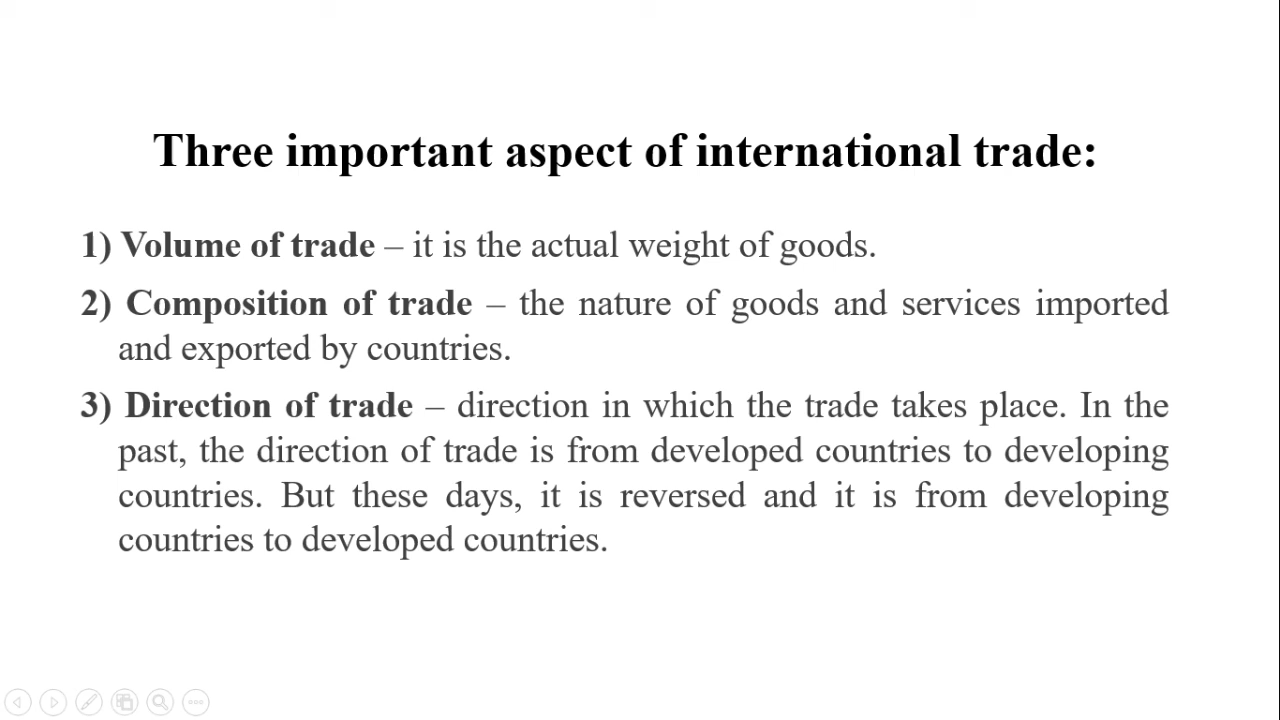 Three important aspect of international trade:
1) Volume of trade – it is the actual weight of goods.
2) Composition of trade – the nature of goods and services imported
and exported by countries.
3) Direction of trade – direction in which the trade takes place. In the
past, the direction of trade is from developed countries to developing
countries. But these days, it is reversed and it is from developing
countries to developed countries.